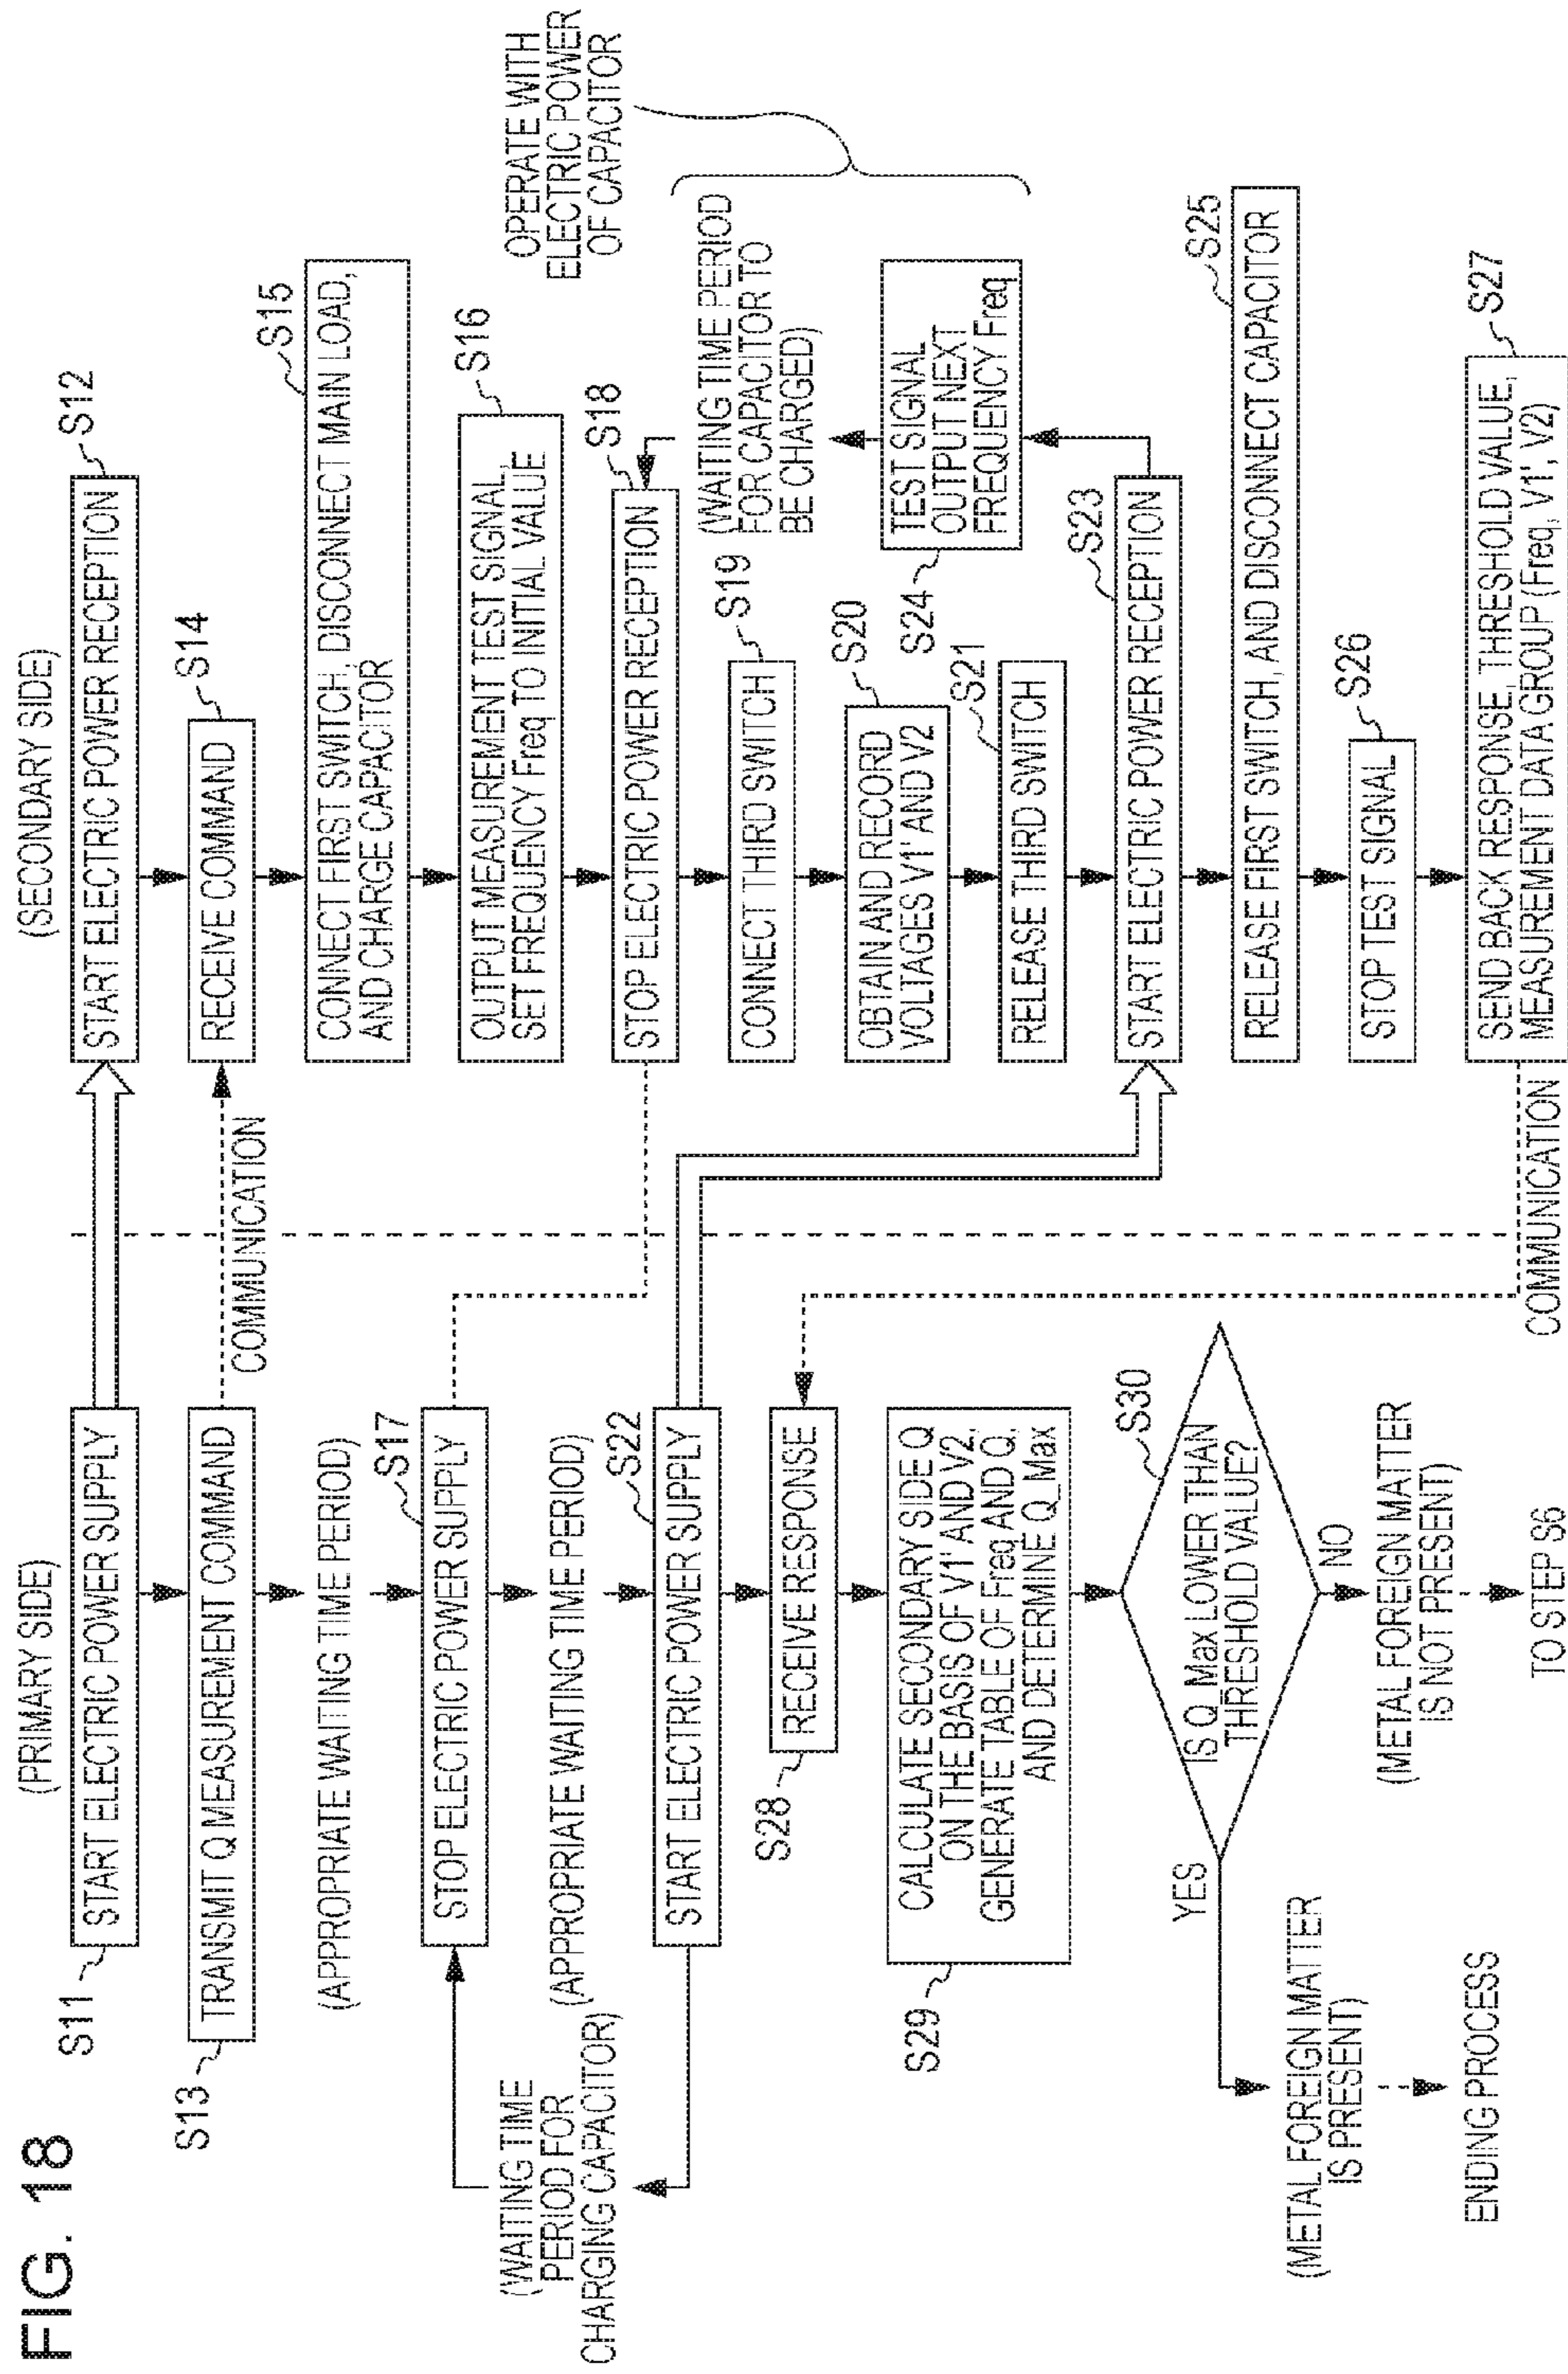 FIG. 18
(PRIMARY SIDE)
S11
START ELECTRIC POWER SUPPLY
S13
TRANSMIT Q MEASUREMENT COMMAND
COMMUNICATION
(APPROPRIATE WAITING TIME PERIOD)
S17
STOP ELECTRIC POWER SUPPLY
(WAITING TIME
PERIOD FOR
CHARGING CAPACITOR)
(APPROPRIATE WAITING TIME PERIOD)
S22
START ELECTRIC POWER SUPPLY
S28
RECEIVE RESPONSE
S29
CALCULATE SECONDARY SIDE Q
ON THE BASIS OF V1' AND V2,
GENERATE TABLE OF Freq AND Q,
AND DETERMINE Q_Max
S30
IS Q_Max LOWER THAN
THRESHOLD VALUE?
YES
NO
(METAL FOREIGN MATTER
IS PRESENT)
ENDING PROCESS
(METAL FOREIGN MATTER
IS NOT PRESENT)
TO STEP S6
(SECONDARY SIDE)
S12
START ELECTRIC POWER RECEPTION
S14
RECEIVE COMMAND
S15
CONNECT FIRST SWITCH, DISCONNECT MAIN LOAD,
AND CHARGE CAPACITOR
S16
OUTPUT MEASUREMENT TEST SIGNAL,
SET FREQUENCY Freq TO INITIAL VALUE
S18
STOP ELECTRIC POWER RECEPTION
OPERATE WITH
ELECTRIC POWER
OF CAPACITOR
(WAITING TIME PERIOD
FOR CAPACITOR TO
BE CHARGED)
S19
CONNECT THIRD SWITCH
S20
OBTAIN AND RECORD
VOLTAGES V1' AND V2
S24
TEST SIGNAL
OUTPUT NEXT
FREQUENCY Freq
S21
RELEASE THIRD SWITCH
S23
START ELECTRIC POWER RECEPTION
S25
RELEASE FIRST SWITCH, AND DISCONNECT CAPACITOR
S26
STOP TEST SIGNAL
S27
SEND BACK RESPONSE, THRESHOLD VALUE,
MEASUREMENT DATA GROUP (Freq, V1', V2)
COMMUNICATION